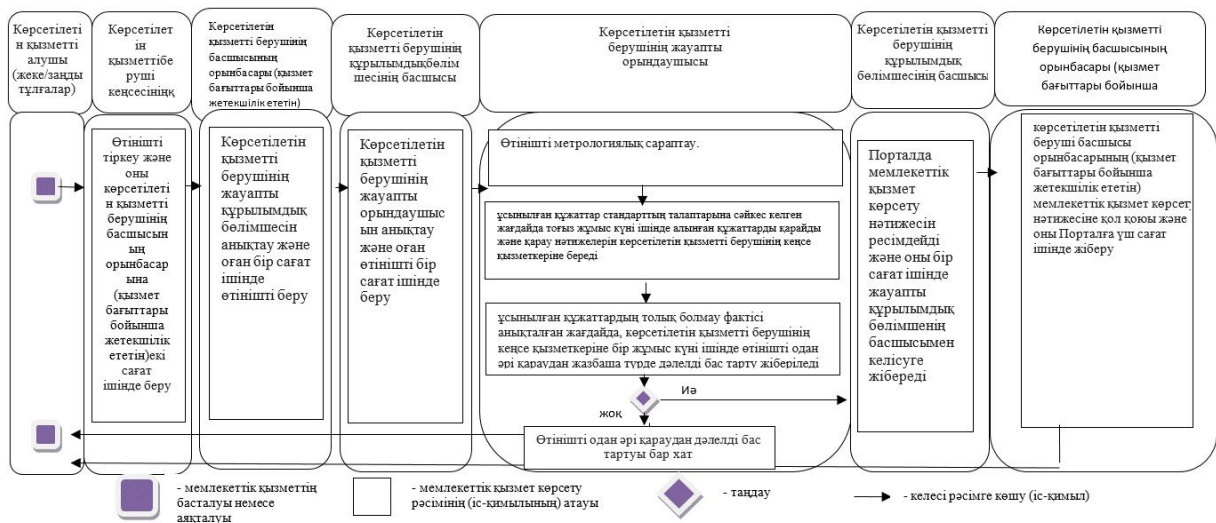 Көрсетілеті
н қызметті
алушы
(жеке/заңды
тұлғалар)
Көрсетілет
ін
қызметтібе
руші
кеңсесініңқ
Көрсетілетін
қызметті берушінің
басшысының
орынбасары (қызмет
бағыттары бойынша
жетекшілік ететін)
Көрсетілетін
қызметті берушінің
құрылымдықбөлім
шесінің басшысы
Көрсетілетін қызметті
берушінің жауапты
орындаушысы
Көрсетілетін қызметті
берушінің
құрылымдық
бөлімшесінің басшысы
Көрсетілетін қызметті
берушінің басшысының
орынбасары (қызмет
бағыттары бойынша
Өтінішті
тіркеу және
оны
көрсетілеті
н қызметті
берушінің
басшысын
ың
орынбасар
ына
(қызмет
бағыттары
бойынша
жетекшілік
ететін)екі
сағат
ішінде беру
Көрсетілетін
қызметті
берушінің
жауапты
құрылымдық
бөлімшесін
анықтау және
оған бір сағат
ішінде
өтінішті беру
Көрсетілетін
қызметті
берушінің
жауапты
орындаушыс
ын анықтау
және оған
өтінішті бір
сағат ішінде
беру
Өтінішті метрологиялық сараптау.
ұсынылған құжаттар стандарттың талаптарына сәйкес келген
жағдайда тоғыз жұмыс күні ішінде алынған құжаттарды қарайды
және қарау нәтижелерін көрсетілетін қызметті берушінің кеңсе
қызметкеріне береді
ұсынылған құжаттардың толық болмау фактісі
анықталған жағдайда, көрсетілетін қызметті берушінің
кеңсе қызметкеріне бір жұмыс күні ішінде өтінішті одан
әрі қараудан жазбаша түрде дәлелді бас тарту жіберіледі
Иә
жоқ
Өтінішті одан әрі қараудан дәлелді бас
тартуы бар хат
Порталда
мемлекеттік
қызмет
көрсету
нәтижесін
ресімдейді
және оны бір
сағат ішінде
жауапты
құрылымдық
бөлімшенің
басшысымен
келісуге
жібереді
көрсетілетін қызметті
беруші басшысы
орынбасарының (қызмет
бағыттары бойынша
жетекшілік ететін)
мемлекеттік қызмет көрсету
нәтижесіне қол қоюы және
оны Порталға үш сағат
ішінде жіберу
- мемлекеттік қызметтің
басталуы немесе
аяқталуы
- мемлекеттік қызмет көрсету
рәсімінің (іс-қимылының) атауы
- таңдау
- келесі рәсімге көшу (іс-қимыл)